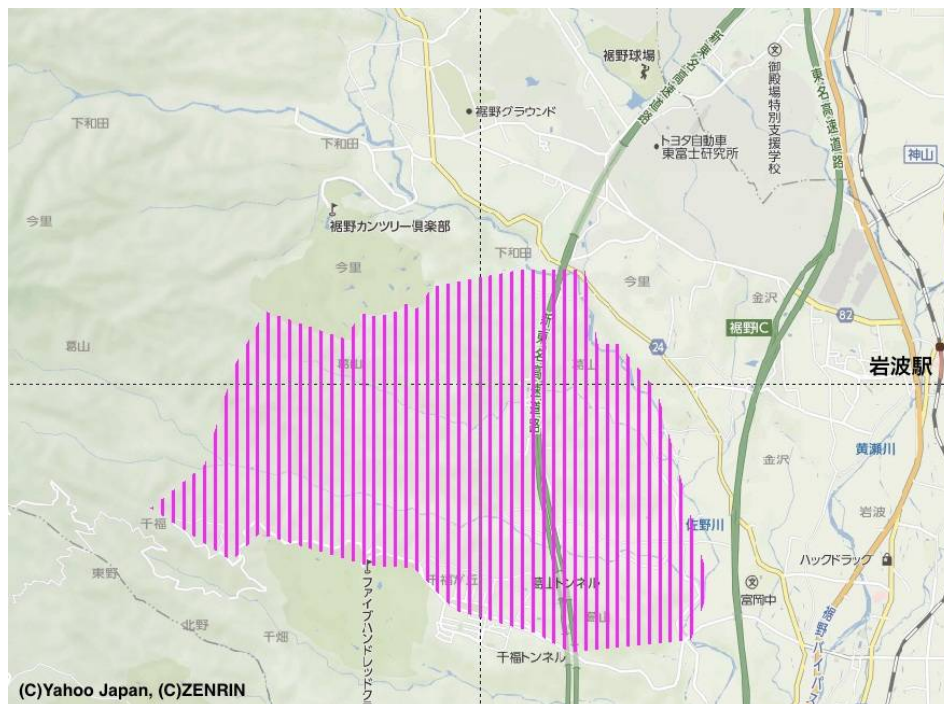 裾野球場
新東名高速道路
御殿場特別支援学校
東名高速道路
裾野グラウンド
下和田
下和田
トヨタ自動車
東富士研究所
神山
今里
裾野カンツリー倶楽部
下和田
今里
今里
金沢
新東名高速道路
裾野IC
82
葛山
24
葛山
岩波駅
黄瀬川
金沢
佐野川
岩波
千福
ハックドラッグ
東野
ファイブハンドレッドク
千福が丘
葛山トンネル
富岡中
葛山
北野
千畑
裾野バイパス
千福トンネル
(C)Yahoo Japan, (C)ZENRIN